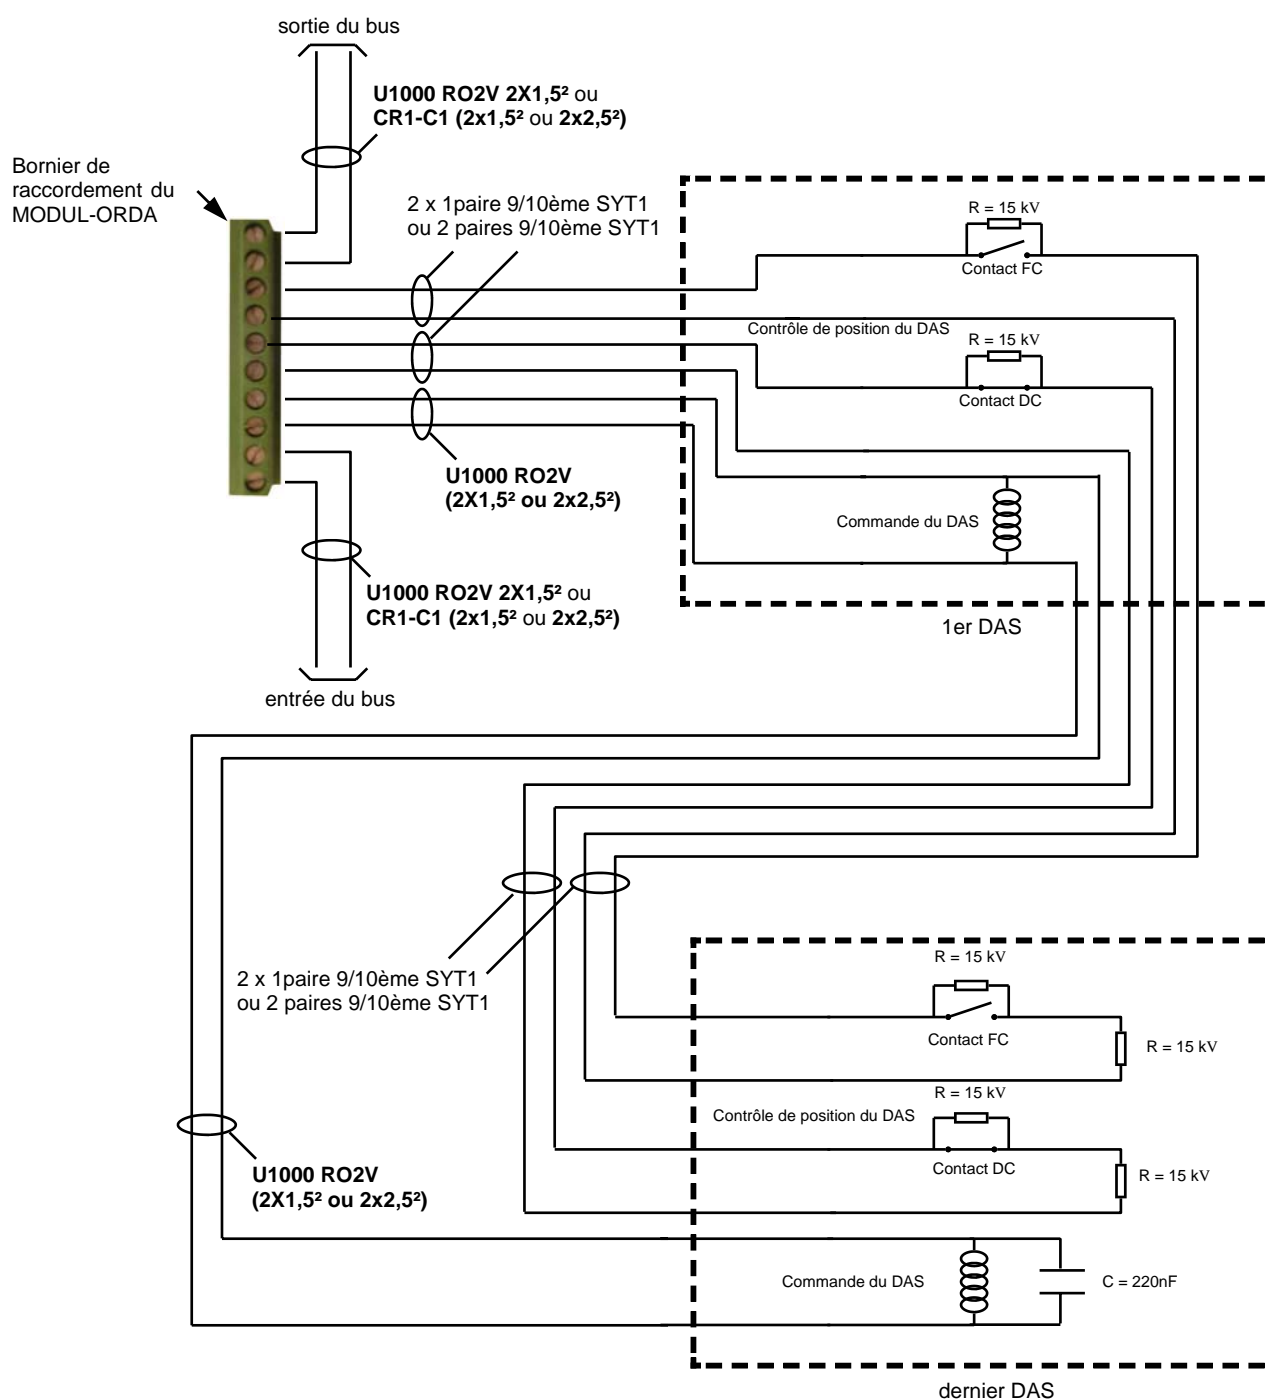 sortie du bus
U1000 RO2V 2X1,5² ou
CR1-C1 (2x1,5² ou 2x2,5²)
Bornier de
raccordement du
MODUL-ORDA
2 x 1paire 9/10ème SYT1
ou 2 paires 9/10ème SYT1
R = 15 kV
Contact FC
Contrôle de position du DAS
R = 15 kV
Contact DC
U1000 RO2V
(2X1,5² ou 2x2,5²)
Commande du DAS
U1000 RO2V 2X1,5² ou
CR1-C1 (2x1,5² ou 2x2,5²)
1er DAS
entrée du bus
2 x 1paire 9/10ème SYT1
ou 2 paires 9/10ème SYT1
R = 15 kV
Contact FC
R = 15 kV
R = 15 kV
Contrôle de position du DAS
Contact DC
R = 15 kV
U1000 RO2V
(2X1,5² ou 2x2,5²)
Commande du DAS
C = 220nF
dernier DAS